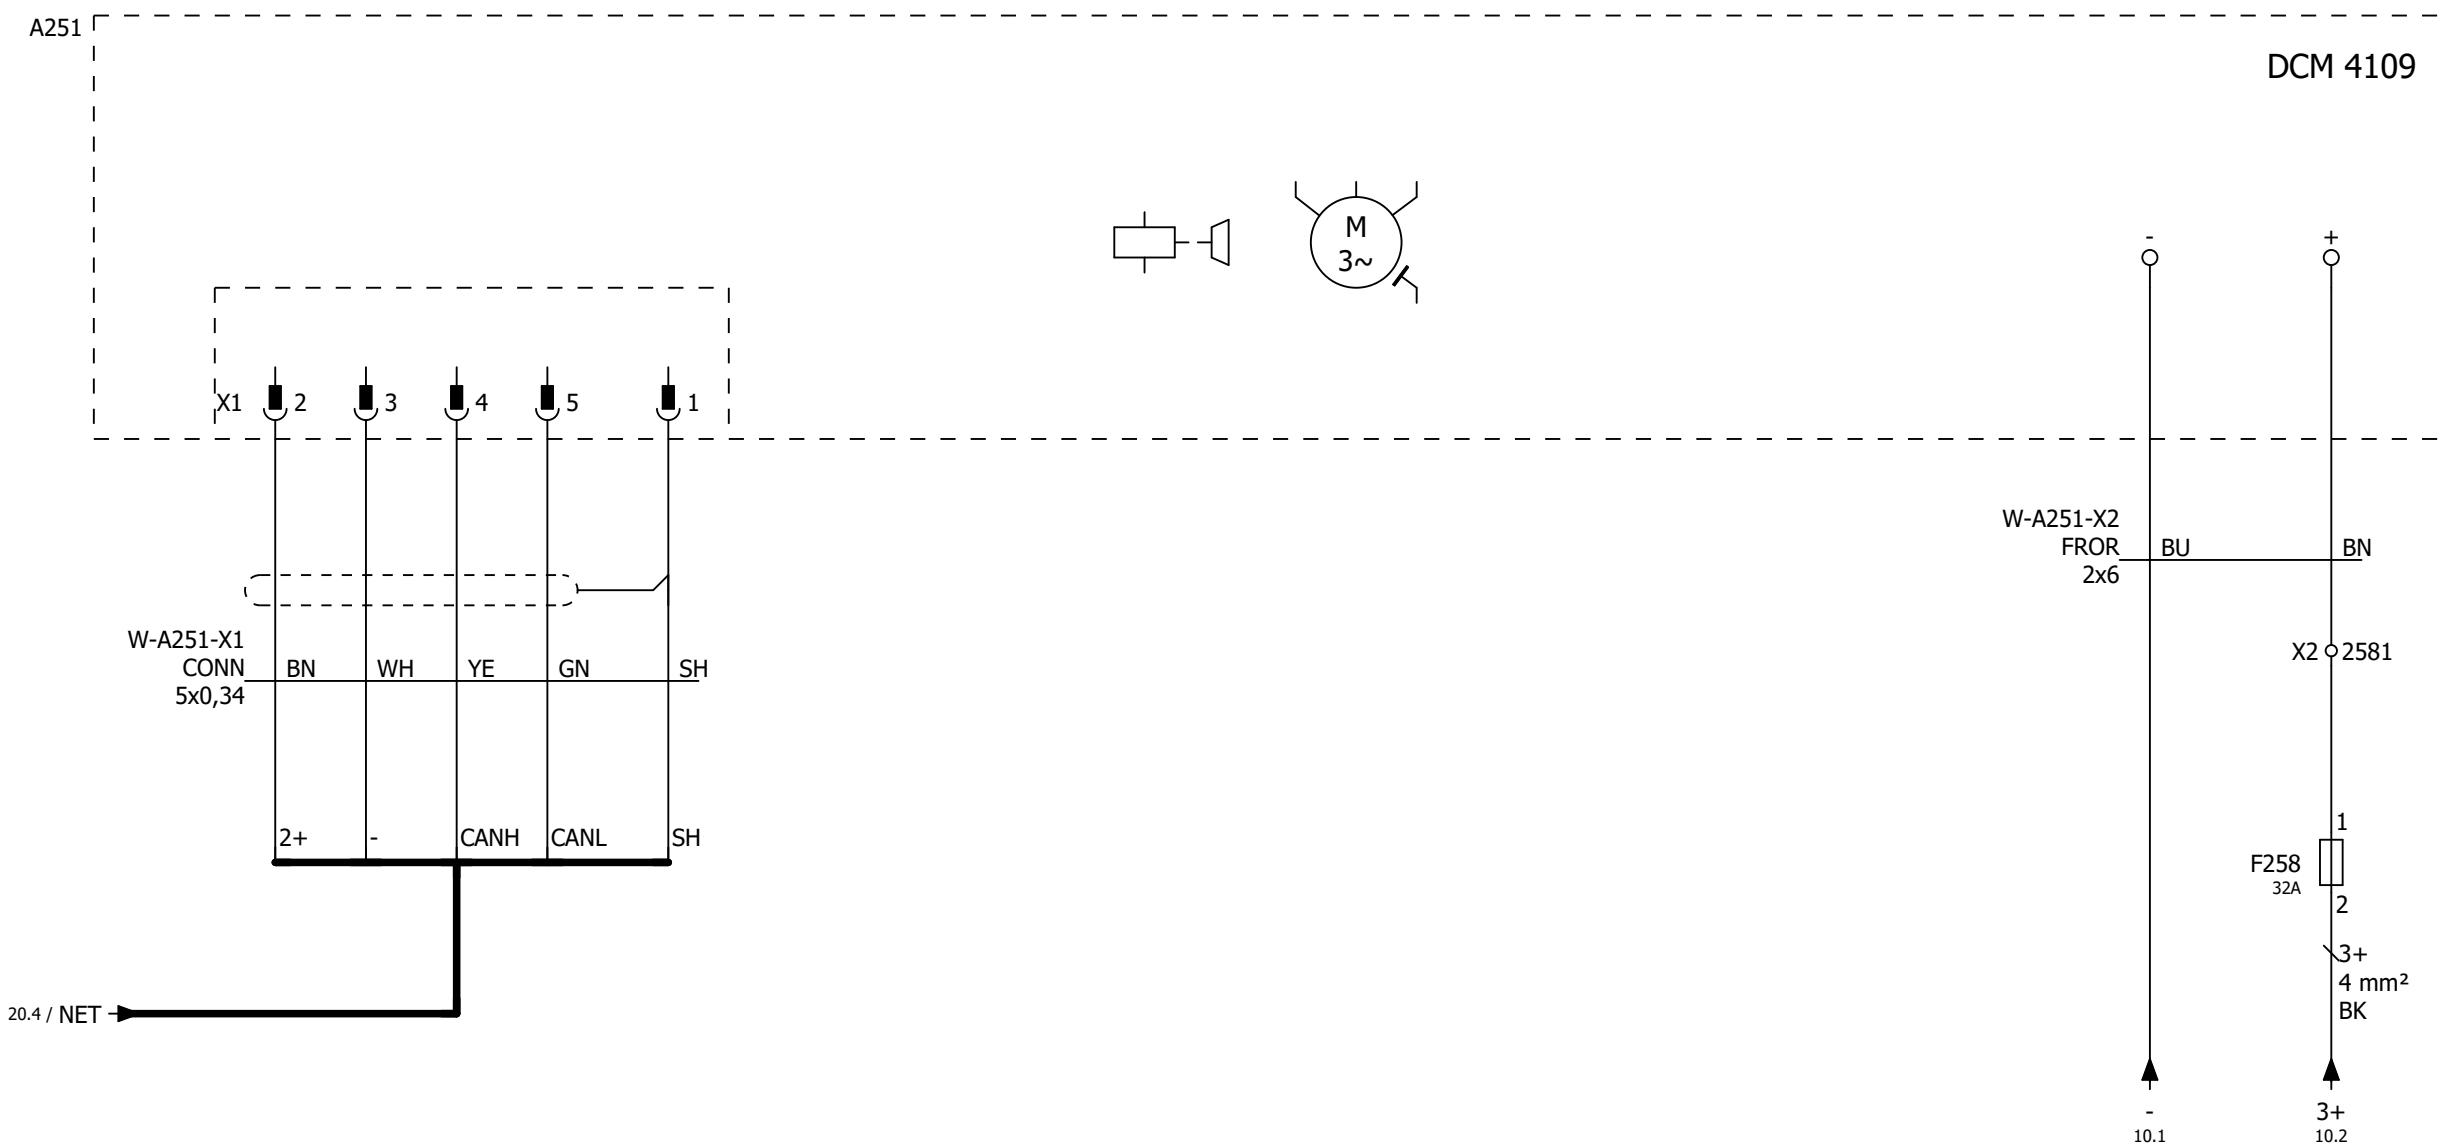 A251
DCM 4109
M
3~
-
+
X1
2
3
4
5
1
W-A251-X2
FROR
2x6
BU
BN
W-A251-X1
CONN
5x0,34
BN
WH
YE
GN
SH
X2
2581
2+
-
CANH
CANL
SH
1
F258
32A
2
3+
4 mm²
BK
20.4 / NET
-
10.1
3+
10.2